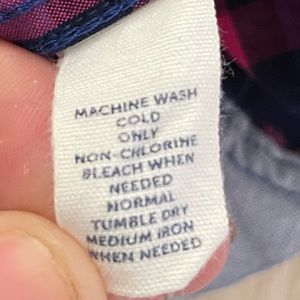 MACHINE WASH
COLD
ONLY
NON-CHLORINE
BLEACH WHEN
NEEDED
NORMAL
TUMBLE DRY
MEDIUM IRON
WHEN NEEDED